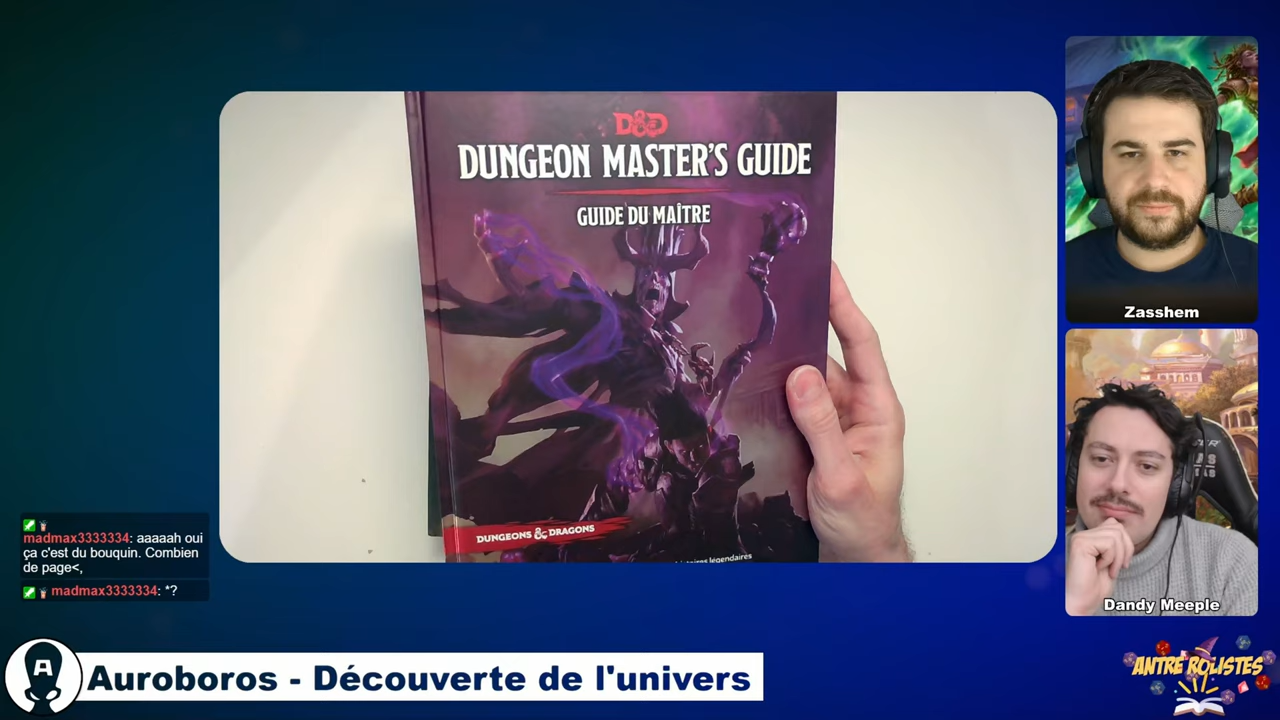 D&D
DUNGEON MASTER'S GUIDE
GUIDE DU MAÎTRE
DUNGEONS & DRAGONS
histoires légendaires
Zasshem
Dandy Meeple
madmax3333334: aaaaah oui
ça c'est du bouquin. Combien
de page<,
madmax3333334: *?
A
Auroboros - Découverte de l'univers
ANTRE RÔLISTES